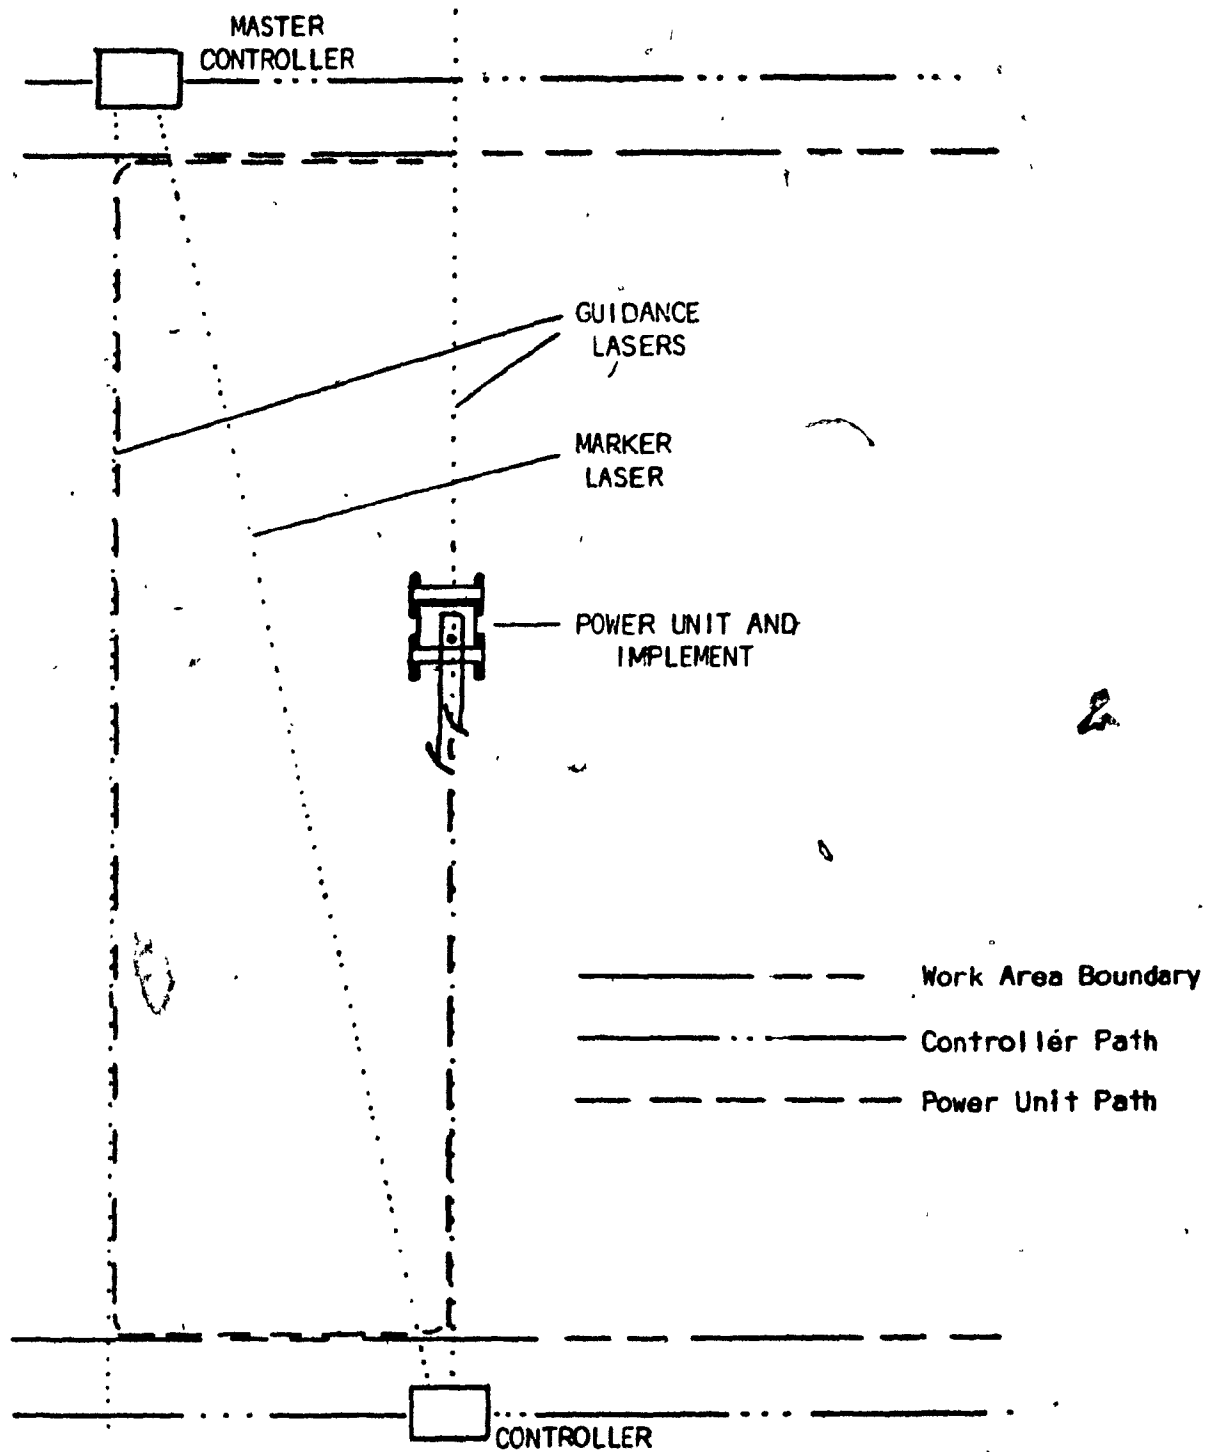 MASTER
CONTROLLER
GUIDANCE
LASERS
MARKER
LASER
POWER UNIT AND
IMPLEMENT
Work Area Boundary
Controller Path
Power Unit Path
CONTROLLER